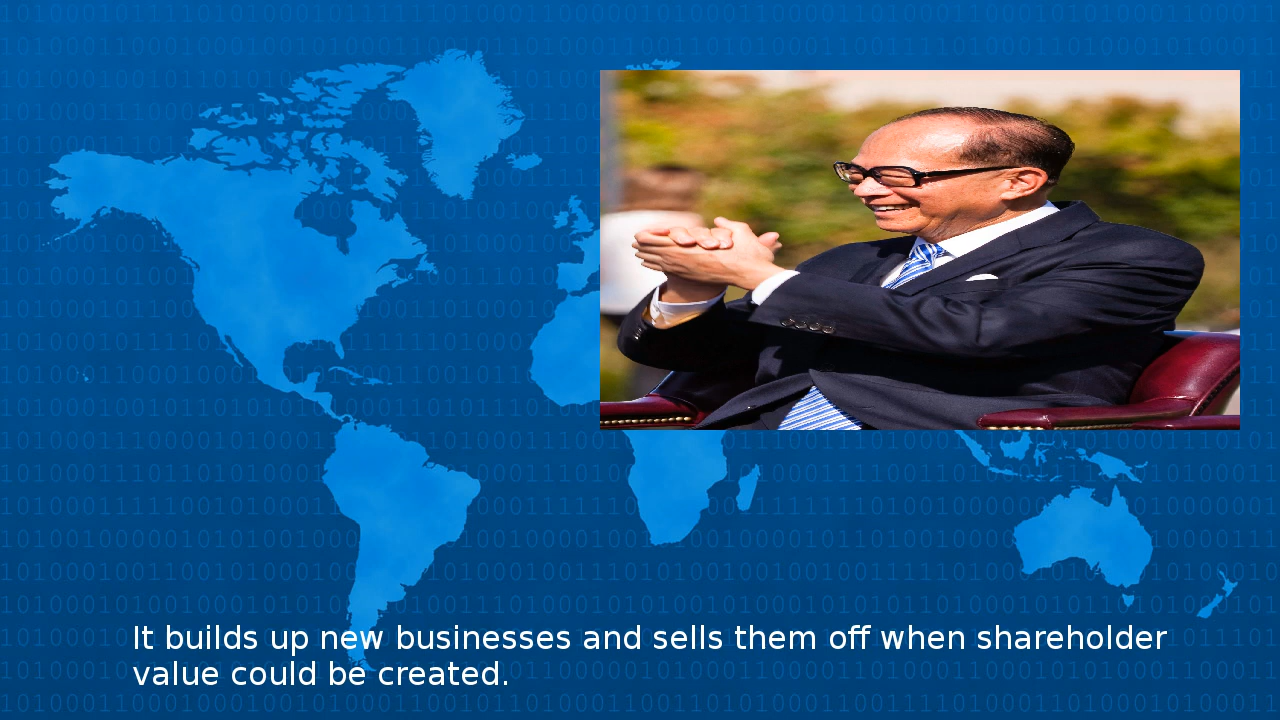 It builds up new businesses and sells them off when shareholder
value could be created.